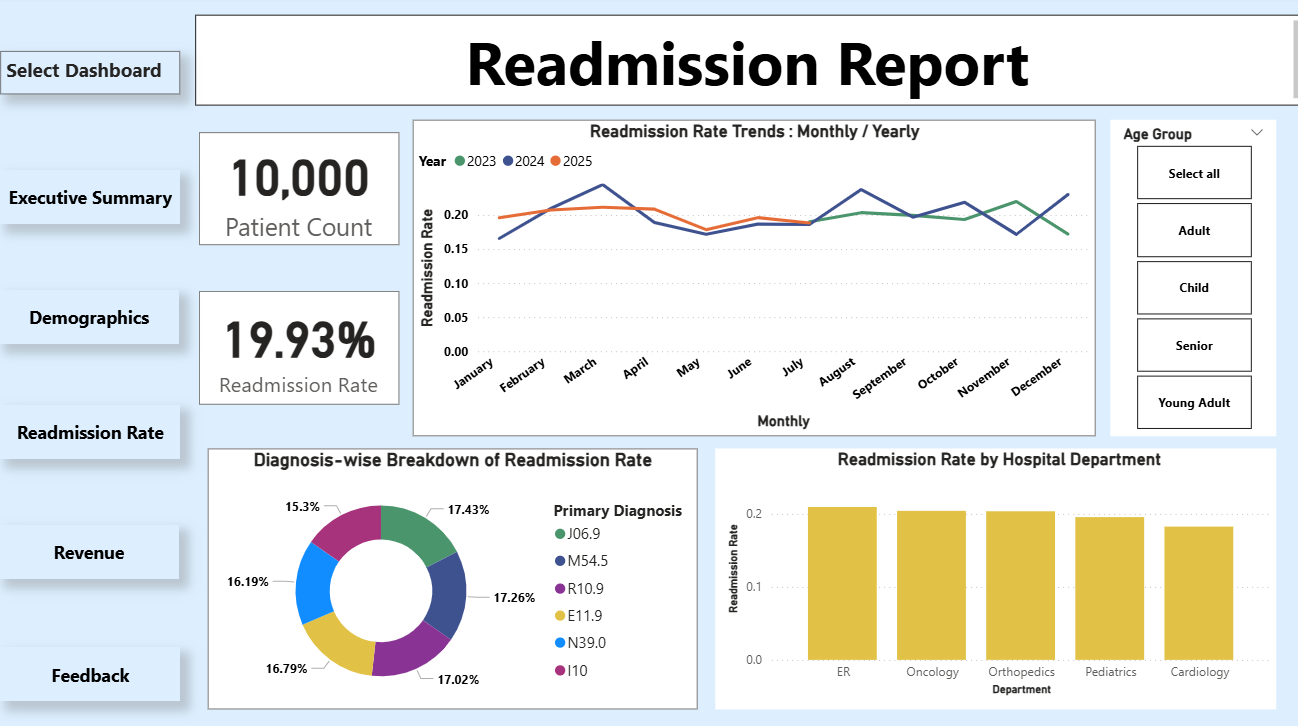 Readmission Report
Select Dashboard
Executive Summary
Demographics
Readmission Rate
Revenue
Feedback
10,000
Patient Count
19.93%
Readmission Rate
Readmission Rate Trends : Monthly / Yearly
Year 2023 2024 2025
Readmission Rate
0.20
0.15
0.10
0.05
0.00
January February March April May June July August September October November December
Monthly
Age Group
Select all
Adult
Child
Senior
Young Adult
Diagnosis-wise Breakdown of Readmission Rate
15.3%
17.43%
16.19%
17.26%
16.79%
17.02%
Primary Diagnosis
J06.9
M54.5
R10.9
E11.9
N39.0
I10
Readmission Rate by Hospital Department
Readmission Rate
0.2
0.1
0.0
ER Oncology Orthopedics Pediatrics Cardiology
Department